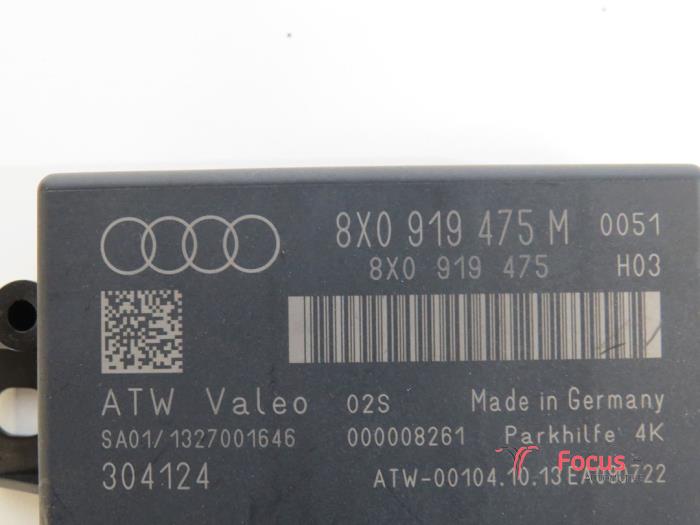 8X0 919 475 M 0051
8X0 919 475 H03
ATW Valeo 02S Made in Germany
SA01/1327001646 000008261 Parkhilfe 4K
304124 ATW-00104.10.13
Focus